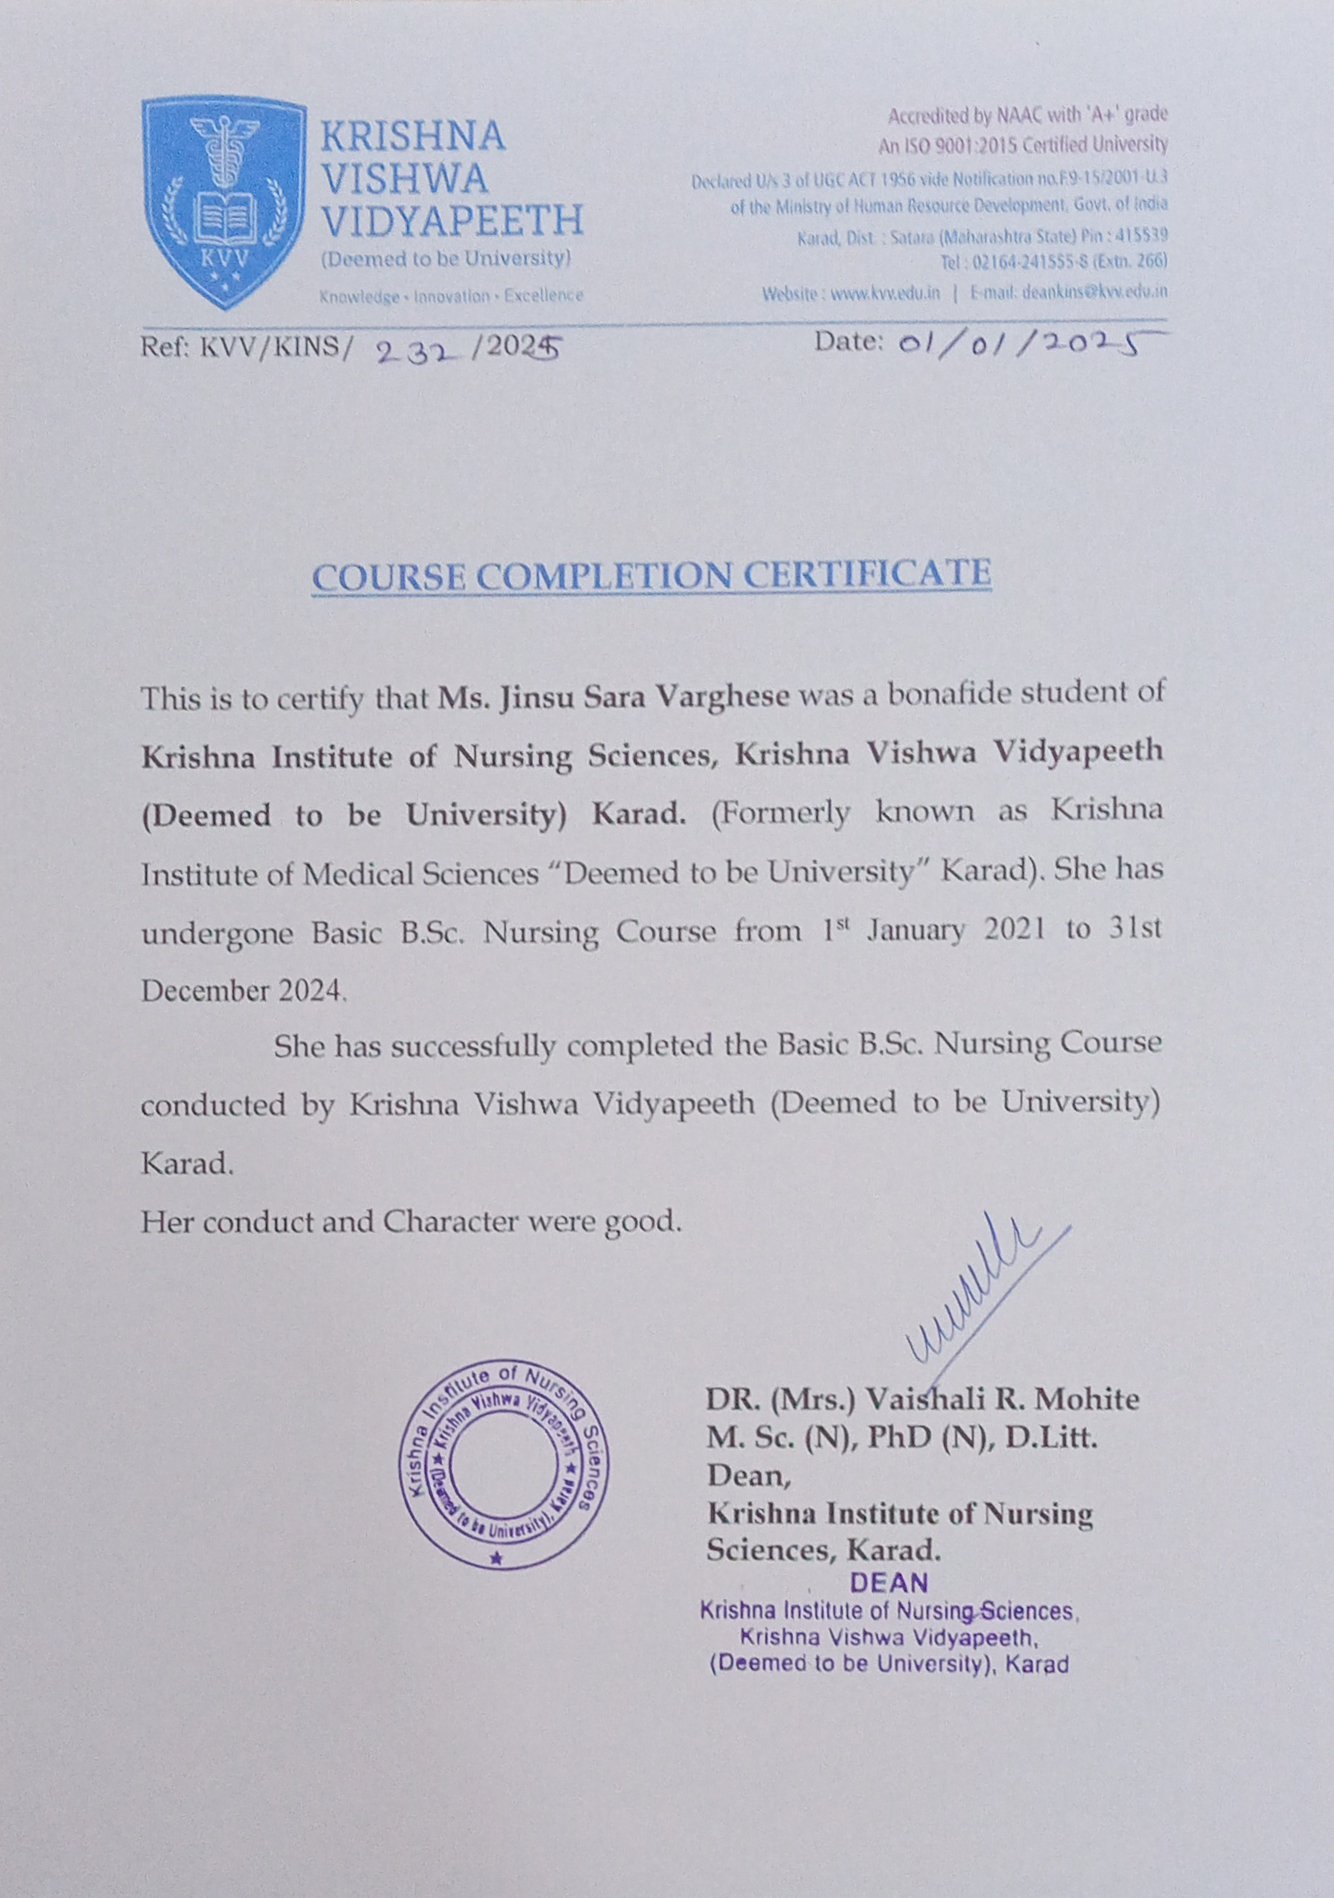 KVV
KRISHNA
VISHWA
VIDYAPEETH
(Deemed to be University)
Knowledge • Innovation • Excellence
Accredited by NAAC with 'A+' grade
An ISO 9001:2015 Certified University
Declared U/s 3 of UGC ACT 1956 vide Notification no.F.9-15/2001-U.3
of the Ministry of Human Resource Development, Govt. of India
Karad, Dist. : Satara (Maharashtra State) Pin : 415539
Tel : 02164-241555-8 (Extn. 266)
Website : www.kvv.edu.in | E-mail: deankins@kvv.edu.in
Ref: KVV/KINS/ 232 /2025
Date: 01/01/2025
COURSE COMPLETION CERTIFICATE
This is to certify that Ms. Jinsu Sara Varghese was a bonafide student of
Krishna Institute of Nursing Sciences, Krishna Vishwa Vidyapeeth
(Deemed to be University) Karad. (Formerly known as Krishna
Institute of Medical Sciences “Deemed to be University” Karad). She has
undergone Basic B.Sc. Nursing Course from 1st January 2021 to 31st
December 2024.
She has successfully completed the Basic B.Sc. Nursing Course
conducted by Krishna Vishwa Vidyapeeth (Deemed to be University)
Karad.
Her conduct and Character were good.
Krishna Institute of Nursing Sciences
Krishna Vishwa Vidyapeeth
(Deemed to be University), Karad
DR. (Mrs.) Vaishali R. Mohite
M. Sc. (N), PhD (N), D.Litt.
Dean,
Krishna Institute of Nursing
Sciences, Karad.
DEAN
Krishna Institute of Nursing Sciences,
Krishna Vishwa Vidyapeeth,
(Deemed to be University), Karad